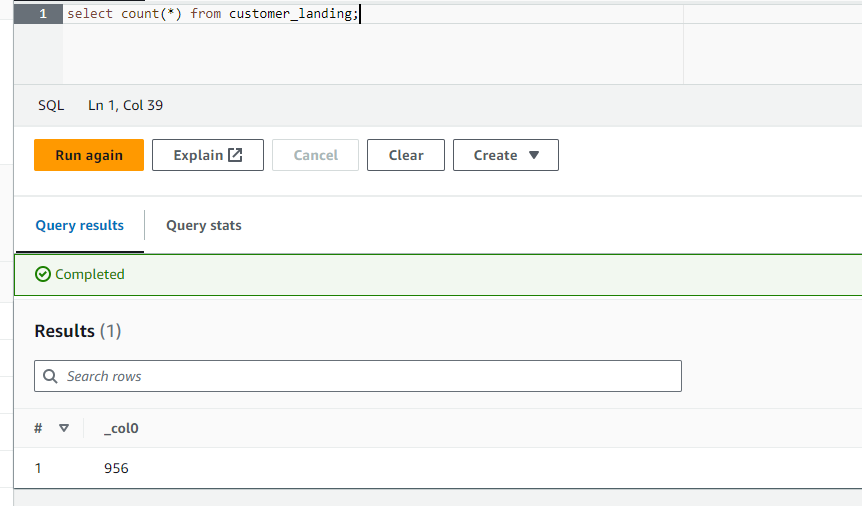 1 select count(*) from customer_landing;
SQL Ln 1, Col 39
Run again Explain Cancel Clear Create
Query results Query stats
Completed
Results (1)
Search rows
# _col0
1 956